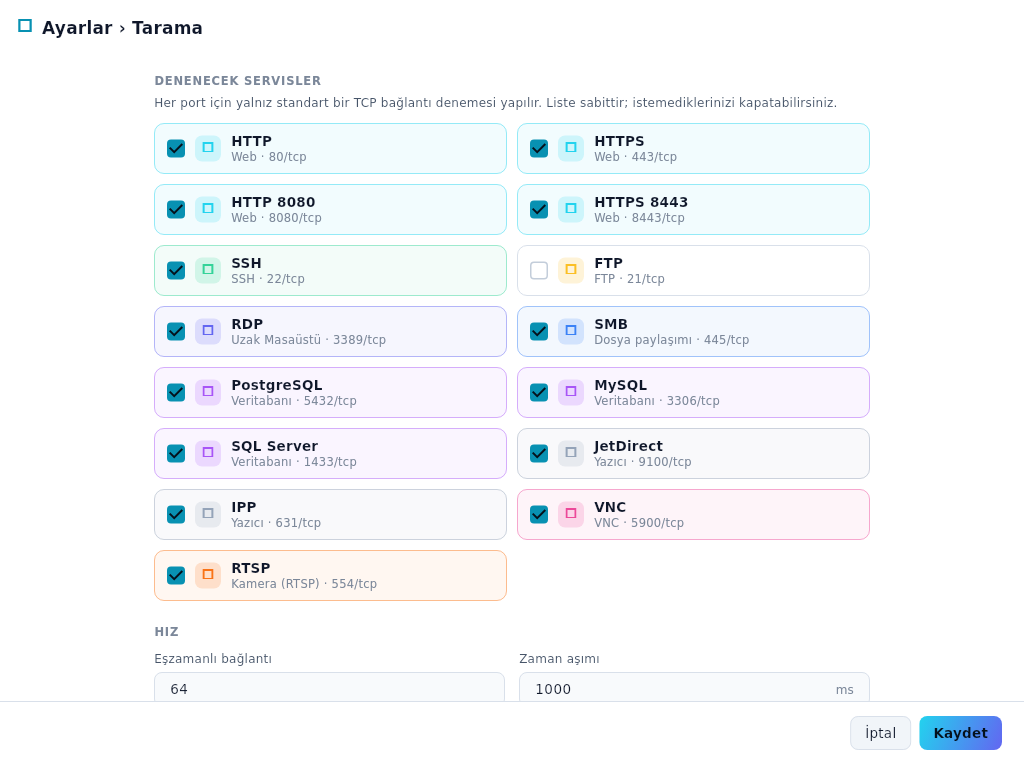 Ayarlar › Tarama
DENENECEK SERVISLER
Her port için yalnız standart bir TCP bağlantı denemesi yapılır. Liste sabittir; istemediklerinizi kapatabilirsiniz.
HTTP
Web · 80/tcp
HTTPS
Web · 443/tcp
HTTP 8080
Web · 8080/tcp
HTTPS 8443
Web · 8443/tcp
SSH
SSH · 22/tcp
FTP
FTP · 21/tcp
RDP
Uzak Masaüstü · 3389/tcp
SMB
Dosya paylaşımı · 445/tcp
PostgreSQL
Veritabanı · 5432/tcp
MySQL
Veritabanı · 3306/tcp
SQL Server
Veritabanı · 1433/tcp
JetDirect
Yazıcı · 9100/tcp
IPP
Yazıcı · 631/tcp
VNC
VNC · 5900/tcp
RTSP
Kamera (RTSP) · 554/tcp
HIZ
Eşzamanlı bağlantı
Zaman aşımı
64
1000 ms
İptal
Kaydet